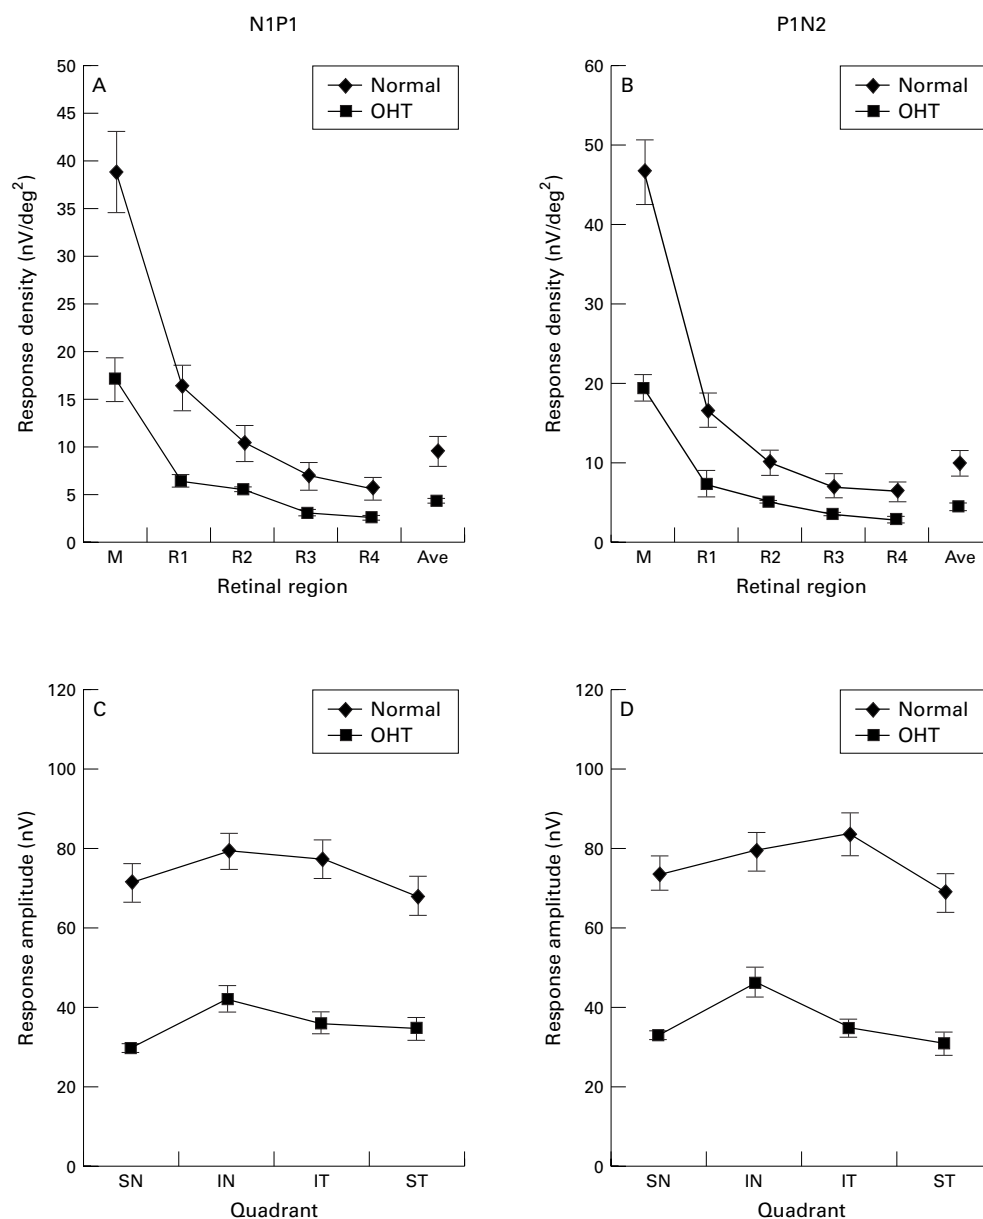 N1P1
P1N2
A
Normal
OHT
50
45
40
35
30
25
20
15
10
5
0
Response density (nV/deg²)
M R1 R2 R3 R4 Ave
Retinal region
B
Normal
OHT
60
50
40
30
20
10
0
Response density (nV/deg²)
M R1 R2 R3 R4 Ave
Retinal region
C
Normal
OHT
120
100
80
60
40
20
0
Response amplitude (nV)
SN IN IT ST
Quadrant
D
Normal
OHT
120
100
80
60
40
20
0
Response amplitude (nV)
SN IN IT ST
Quadrant